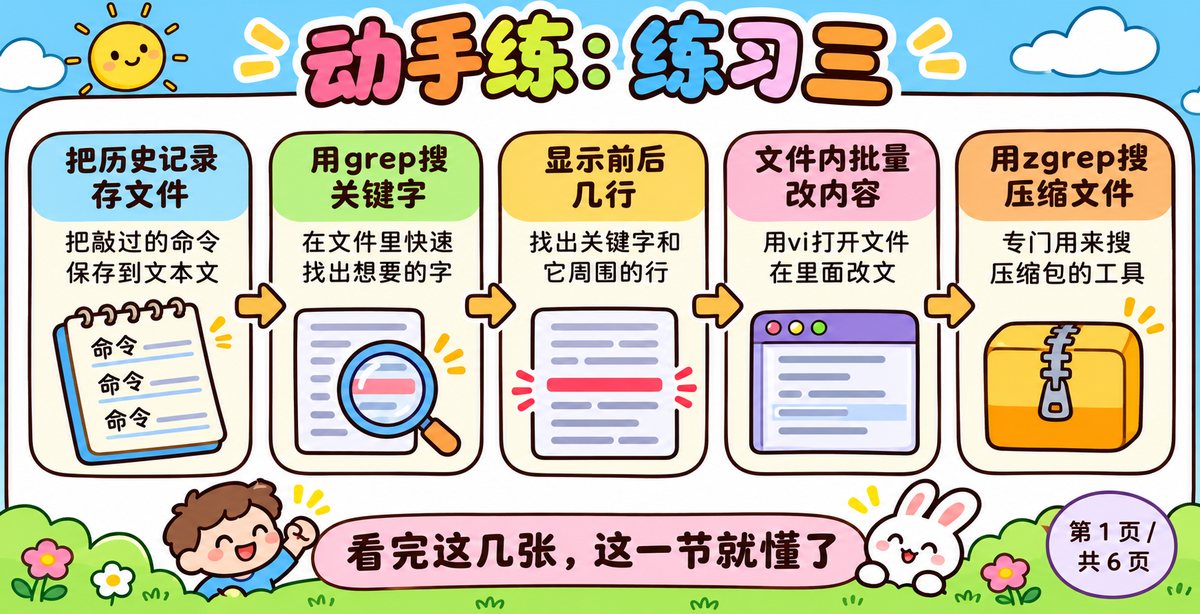 动手练：练习三
把历史记录
存文件
把敲过的命令
保存到文本文
命令
命令
命令
用grep搜
关键字
在文件里快速
找出想要的字
显示前后
几行
找出关键字和
它周围的行
文件内批量
改内容
用vi打开文件
在里面改文
用zgrep搜
压缩文件
专门用来搜
压缩包的工具
看完这几张，这一节就懂了
第1页/
共6页